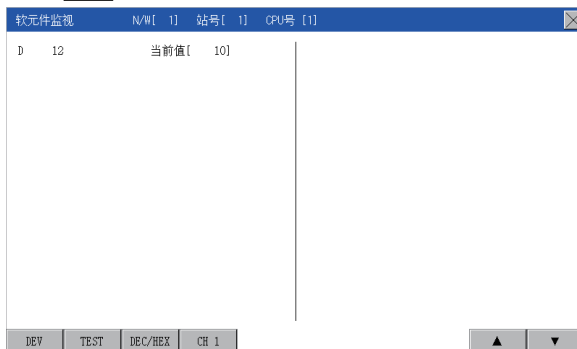 软元件监视 N/W[ 1] 站号[ 1] CPU号 [1]
D 12 当前值[ 10]
DEV TEST DEC/HEX CH 1 ▲ ▼